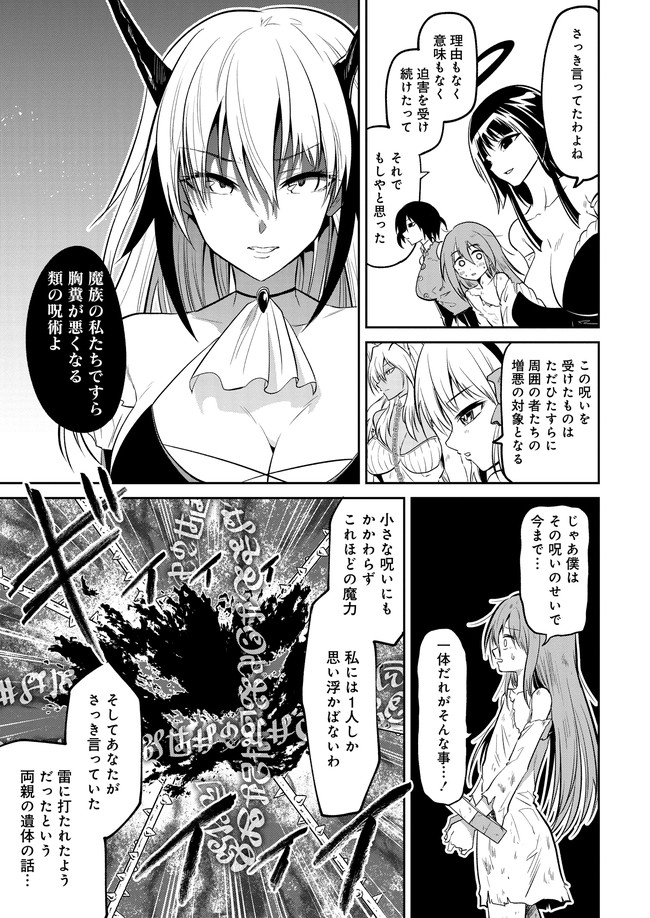 さっき言ってたわよね
理由もなく
意味もなく
迫害を受け
続けたって
それで
もしやと思った
魔族の私たちですら
胸糞が悪くなる
類の呪術よ
この呪いを
受けたものは
ただひたすらに
周囲の者たちの
増悪の対象となる
じゃあ僕は
その呪いのせいで
今まで…
一体だれがそんな事…！
小さな呪いにも
かかわらず
これほどの魔力
私には1人しか
思い浮かばないわ
ギィィィィ
そしてあなたが
さっき言っていた
雷に打たれたよう
だったという
両親の遺体の話…